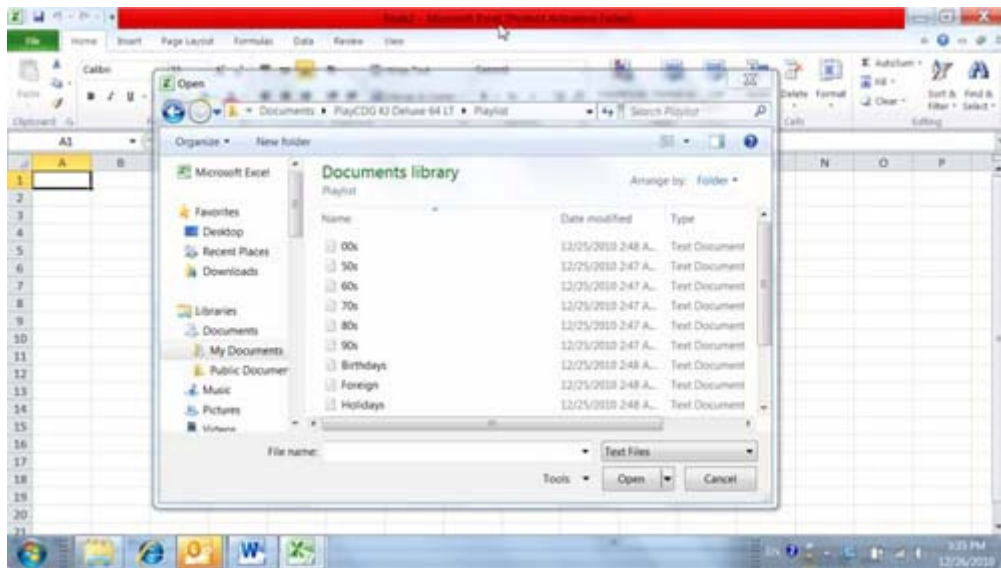 Book2 - Microsoft Excel (Product Activation Failed)
File Home Insert Page Layout Formulas Data Review View
Calibri
B I U
General
Delete Format
AutoSum
Fill
Clear
Sort & Filter
Find & Select
Clipboard
Cells
Editing
A1
A B N O P
1
2
3
4
5
6
7
8
9
10
11
12
13
14
15
16
17
18
19
20
21
Open
Documents PlayCDG KJ Deluxe 64 LT Playlist
Search Playlist
Organize New folder
Microsoft Excel
Favorites
Desktop
Recent Places
Downloads
Libraries
Documents
My Documents
Public Documer
Music
Pictures
Videos
Documents library
Playlist
Arrange by: Folder
Name Date modified Type
00s 12/25/2010 2:48 A... Text Document
50s 12/25/2010 2:47 A... Text Document
60s 12/25/2010 2:47 A... Text Document
70s 12/25/2010 2:47 A... Text Document
80s 12/25/2010 2:47 A... Text Document
90s 12/25/2010 2:47 A... Text Document
Birthdays 12/25/2010 2:48 A... Text Document
Foreign 12/25/2010 2:48 A... Text Document
Holidays 12/25/2010 2:48 A... Text Document
File name:
Text Files
Tools Open Cancel
EN
3:35 PM
12/26/2010